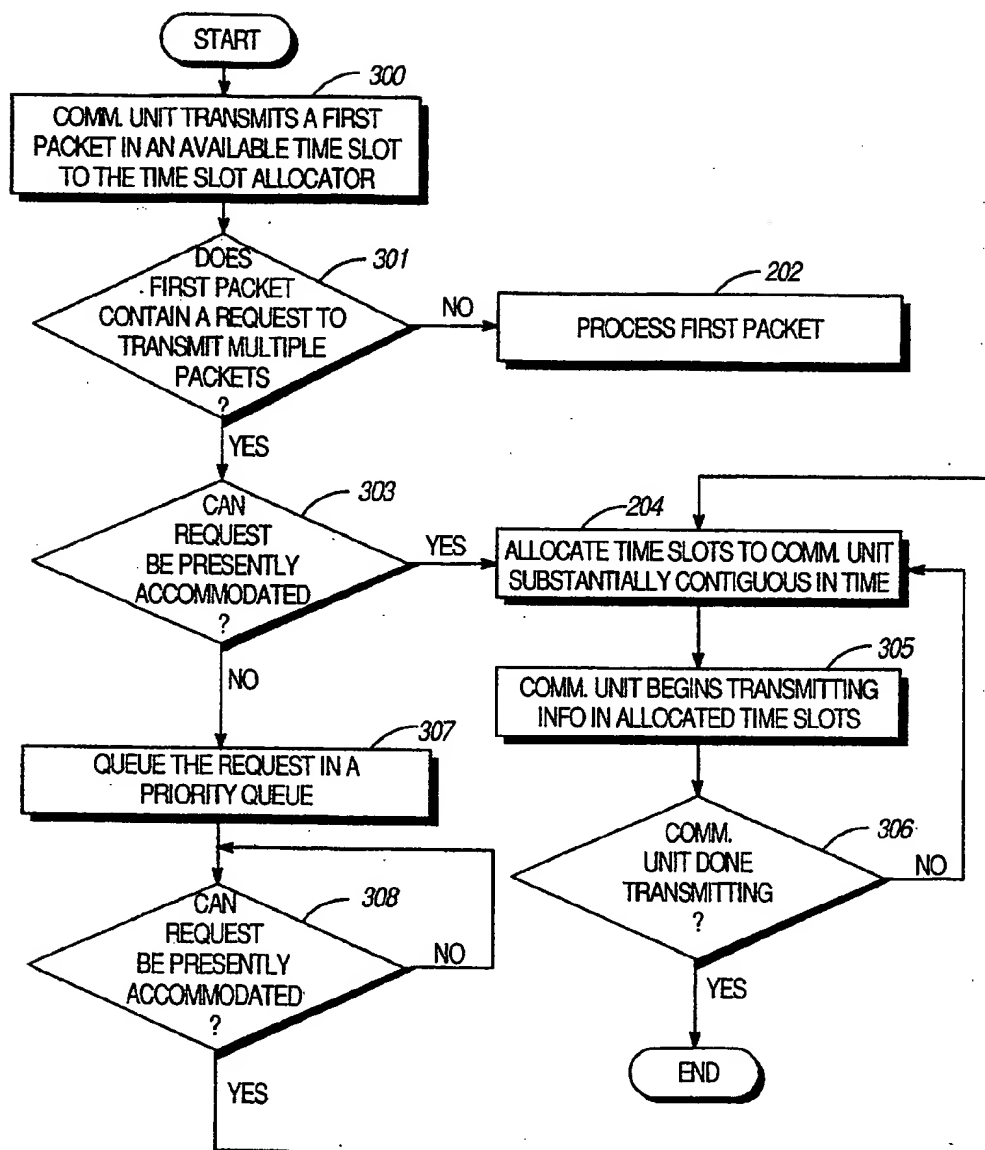 START
300
COMM. UNIT TRANSMITS A FIRST
PACKET IN AN AVAILABLE TIME SLOT
TO THE TIME SLOT ALLOCATOR
301
DOES
FIRST PACKET
CONTAIN A REQUEST TO
TRANSMIT MULTIPLE
PACKETS
?
NO
202
PROCESS FIRST PACKET
YES
303
CAN
REQUEST
BE PRESENTLY
ACCOMMODATED
?
YES
204
ALLOCATE TIME SLOTS TO COMM. UNIT
SUBSTANTIALLY CONTIGUOUS IN TIME
305
COMM. UNIT BEGINS TRANSMITTING
INFO IN ALLOCATED TIME SLOTS
NO
307
QUEUE THE REQUEST IN A
PRIORITY QUEUE
306
COMM.
UNIT DONE
TRANSMITTING
?
NO
308
CAN
REQUEST
BE PRESENTLY
ACCOMMODATED
?
NO
YES
YES
END